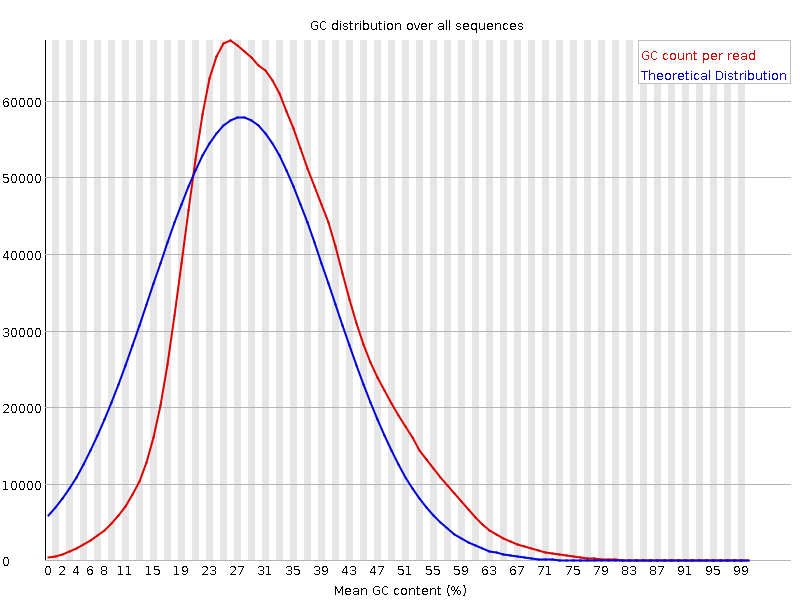 GC distribution over all sequences
GC count per read
Theoretical Distribution
60000
50000
40000
30000
20000
10000
0
0 2 4 6 8 11 15 19 23 27 31 35 39 43 47 51 55 59 63 67 71 75 79 83 87 91 95 99
Mean GC content (%)